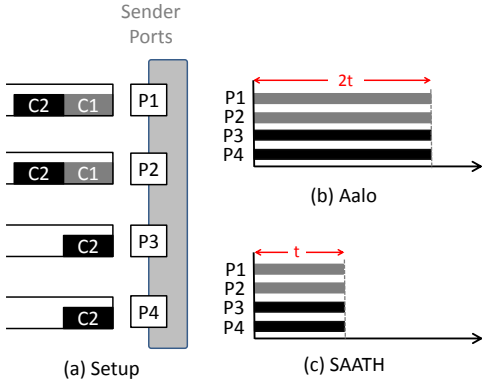 Sender
Ports
C2 C1 P1
C2 C1 P2
C2 P3
C2 P4
(a) Setup
2t
P1
P2
P3
P4
(b) Aalo
t
P1
P2
P3
P4
(c) SAATH